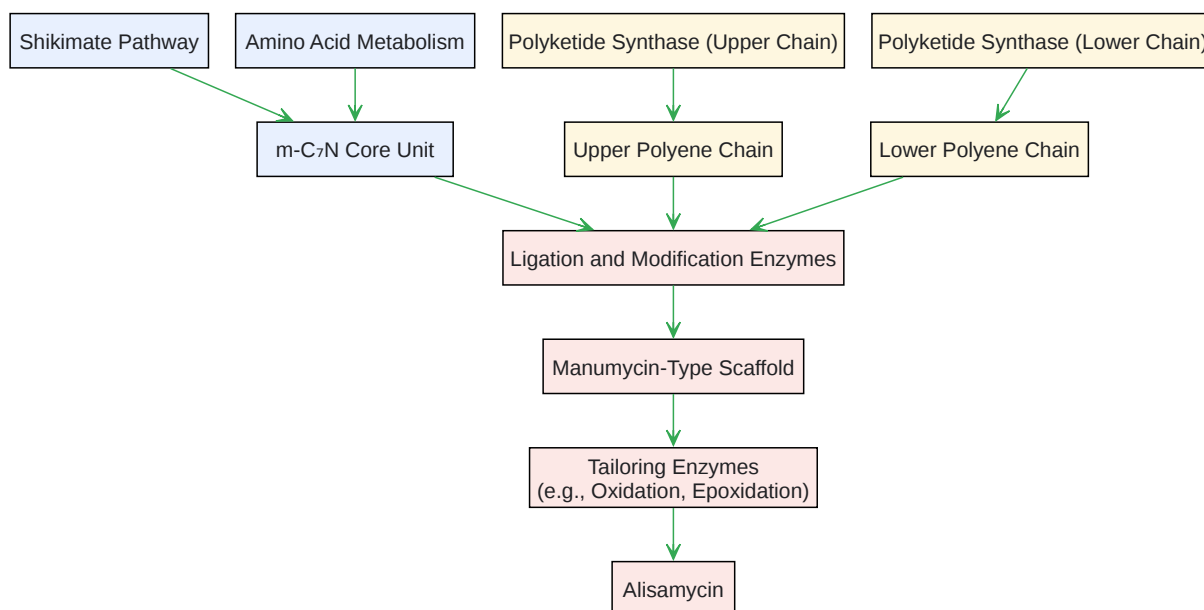 Shikimate Pathway
Amino Acid Metabolism
Polyketide Synthase (Upper Chain)
Polyketide Synthase (Lower Chain)
m-C₇N Core Unit
Upper Polyene Chain
Lower Polyene Chain
Ligation and Modification Enzymes
Manumycin-Type Scaffold
Tailoring Enzymes
(e.g., Oxidation, Epoxidation)
Alisamycin